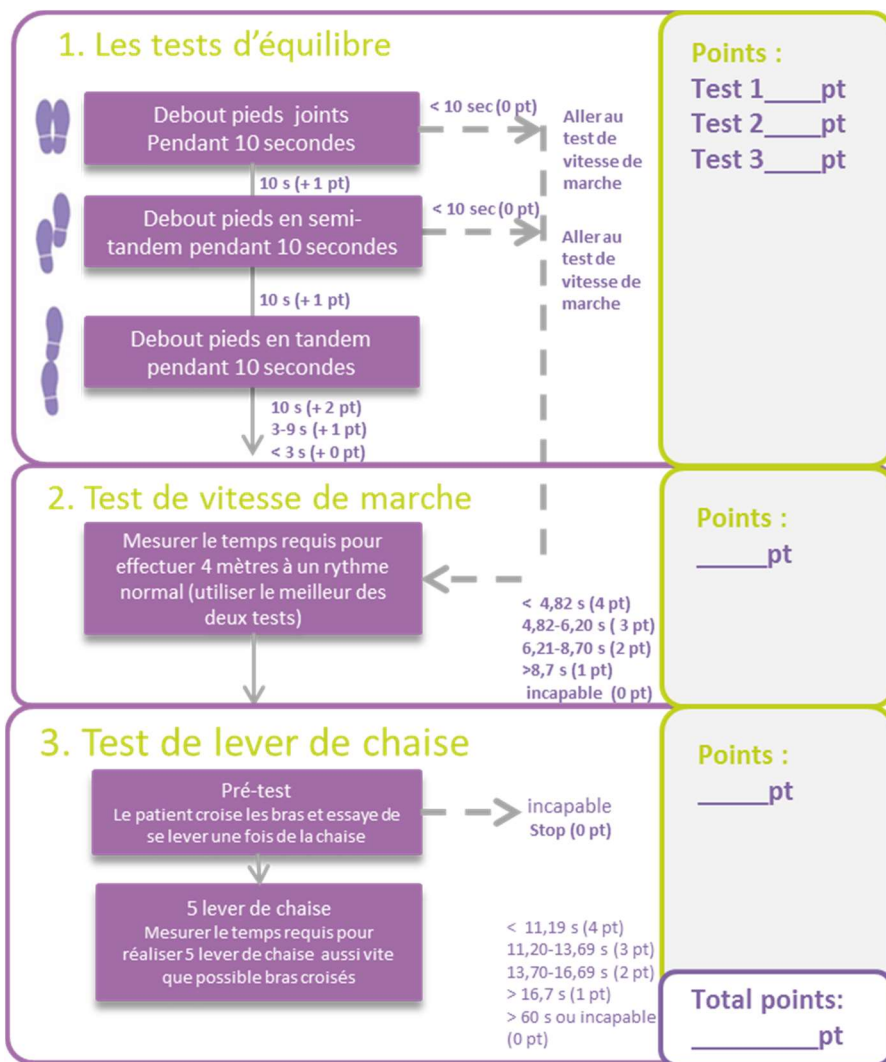 1. Les tests d'équilibre
Debout pieds joints
Pendant 10 secondes
< 10 sec (0 pt)
Aller au
test de
vitesse de
marche
10 s (+ 1 pt)
Debout pieds en semi-
tandem pendant 10 secondes
< 10 sec (0 pt)
Aller au
test de
vitesse de
marche
10 s (+ 1 pt)
Debout pieds en tandem
pendant 10 secondes
10 s (+ 2 pt)
3-9 s (+ 1 pt)
< 3 s (+ 0 pt)
Points :
Test 1____pt
Test 2____pt
Test 3____pt
2. Test de vitesse de marche
Mesurer le temps requis pour
effectuer 4 mètres à un rythme
normal (utiliser le meilleur des
deux tests)
< 4,82 s (4 pt)
4,82-6,20 s ( 3 pt)
6,21-8,70 s (2 pt)
>8,7 s (1 pt)
incapable (0 pt)
Points :
_____pt
3. Test de lever de chaise
Pré-test
Le patient croise les bras et essaye de
se lever une fois de la chaise
incapable
Stop (0 pt)
5 lever de chaise
Mesurer le temps requis pour
réaliser 5 lever de chaise aussi vite
que possible bras croisés
< 11,19 s (4 pt)
11,20-13,69 s (3 pt)
13,70-16,69 s (2 pt)
> 16,7 s (1 pt)
> 60 s ou incapable
(0 pt)
Points :
_____pt
Total points:
_________pt